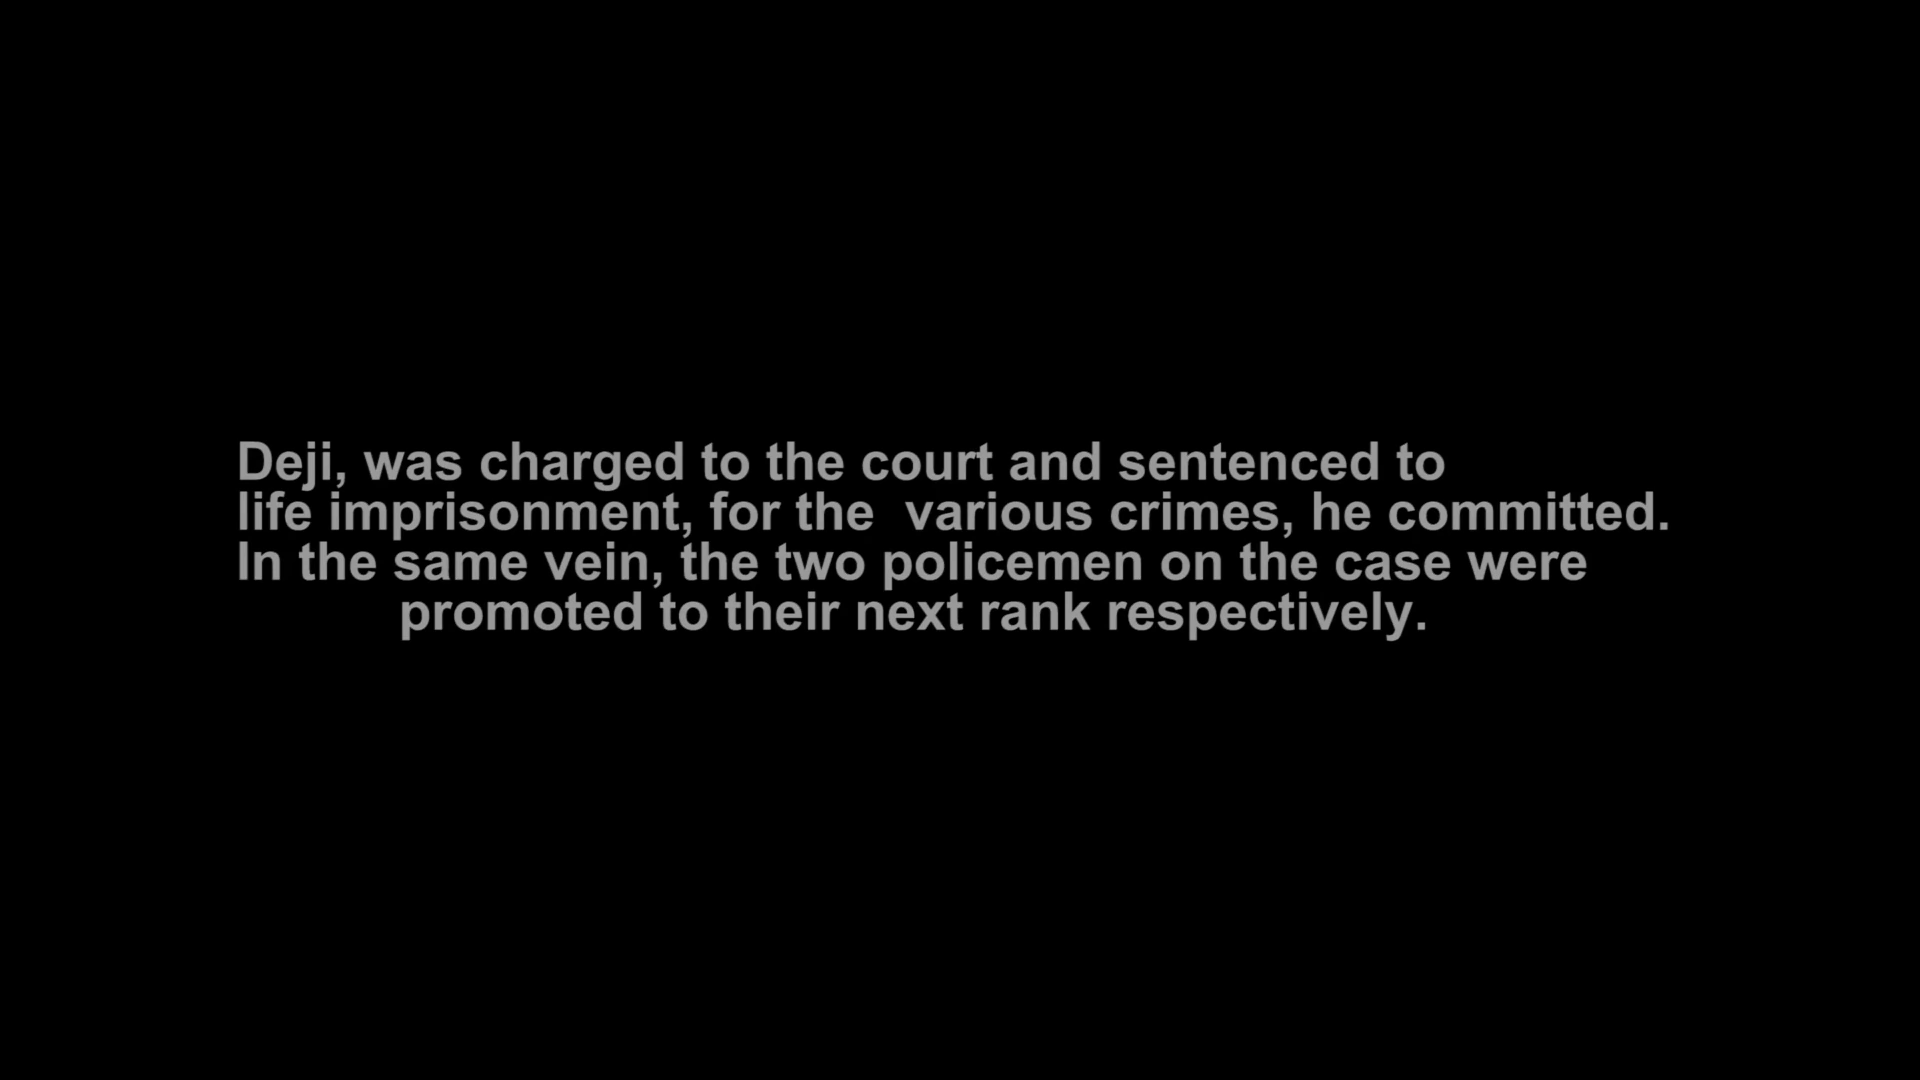 Deji, was charged to the court and sentenced to
life imprisonment, for the  various crimes, he committed.
In the same vein, the two policemen on the case were
promoted to their next rank respectively.